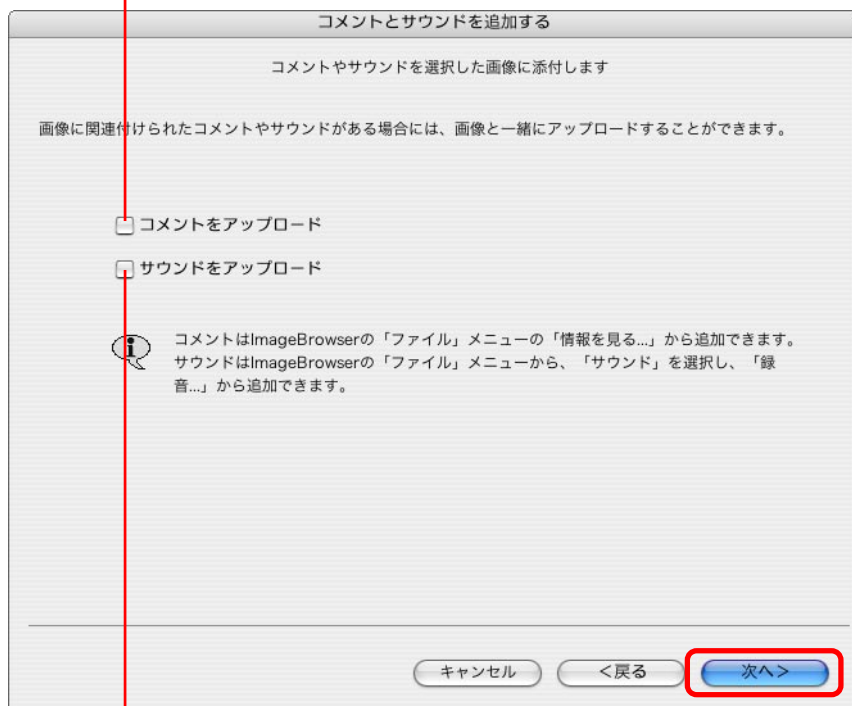 コメントとサウンドを追加する
コメントやサウンドを選択した画像に添付します
画像に関連付けられたコメントやサウンドがある場合には、画像と一緒にアップロードすることができます。
コメントをアップロード
サウンドをアップロード
コメントはImageBrowserの「ファイル」メニューの「情報を見る...」から追加できます。
サウンドはImageBrowserの「ファイル」メニューから、「サウンド」を選択し、「録
音...」から追加できます。
キャンセル
<戻る
次へ>